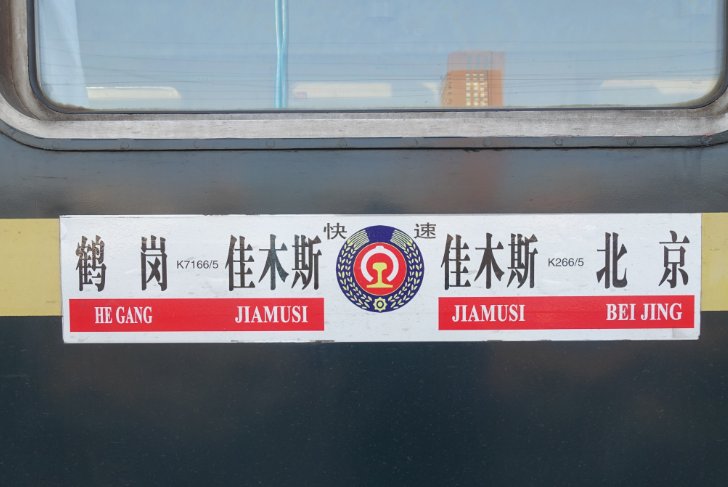 快速
鹤岗 K7166/5 佳木斯 佳木斯 K266/5 北京
HE GANG JIAMUSI JIAMUSI BEI JING